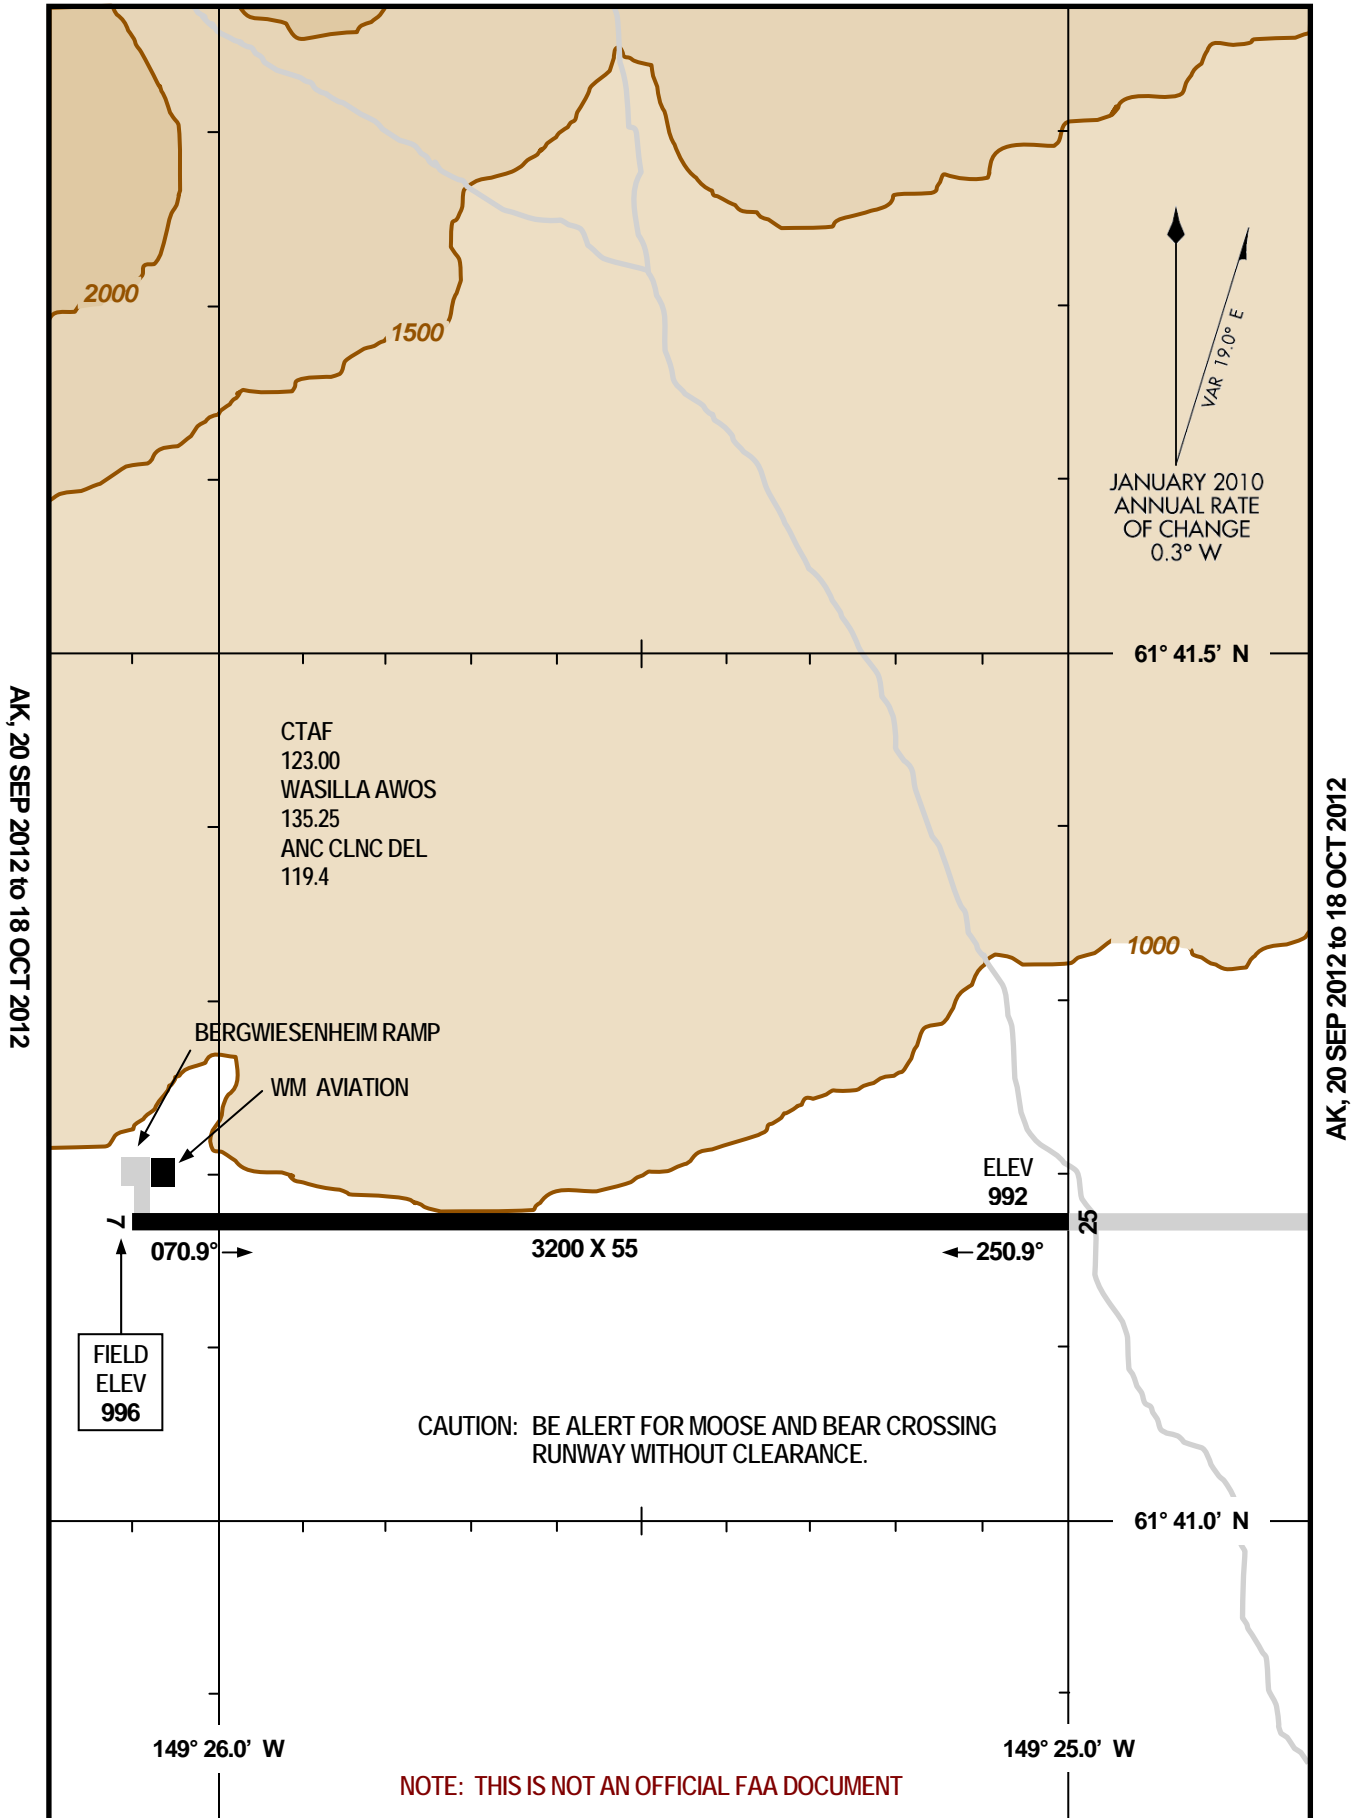 2000
1500
VAR 19.0° E
JANUARY 2010
ANNUAL RATE
OF CHANGE
0.3° W
61° 41.5' N
AK, 20 SEP 2012 to 18 OCT 2012
AK, 20 SEP 2012 to 18 OCT 2012
CTAF
123.00
WASILLA AWOS
135.25
ANC CLNC DEL
119.4
1000
BERGWIESENHEIM RAMP
WM AVIATION
ELEV
992
7
25
070.9°
3200 X 55
250.9°
FIELD
ELEV
996
CAUTION: BE ALERT FOR MOOSE AND BEAR CROSSING
RUNWAY WITHOUT CLEARANCE.
61° 41.0' N
149° 26.0' W
149° 25.0' W
NOTE: THIS IS NOT AN OFFICIAL FAA DOCUMENT